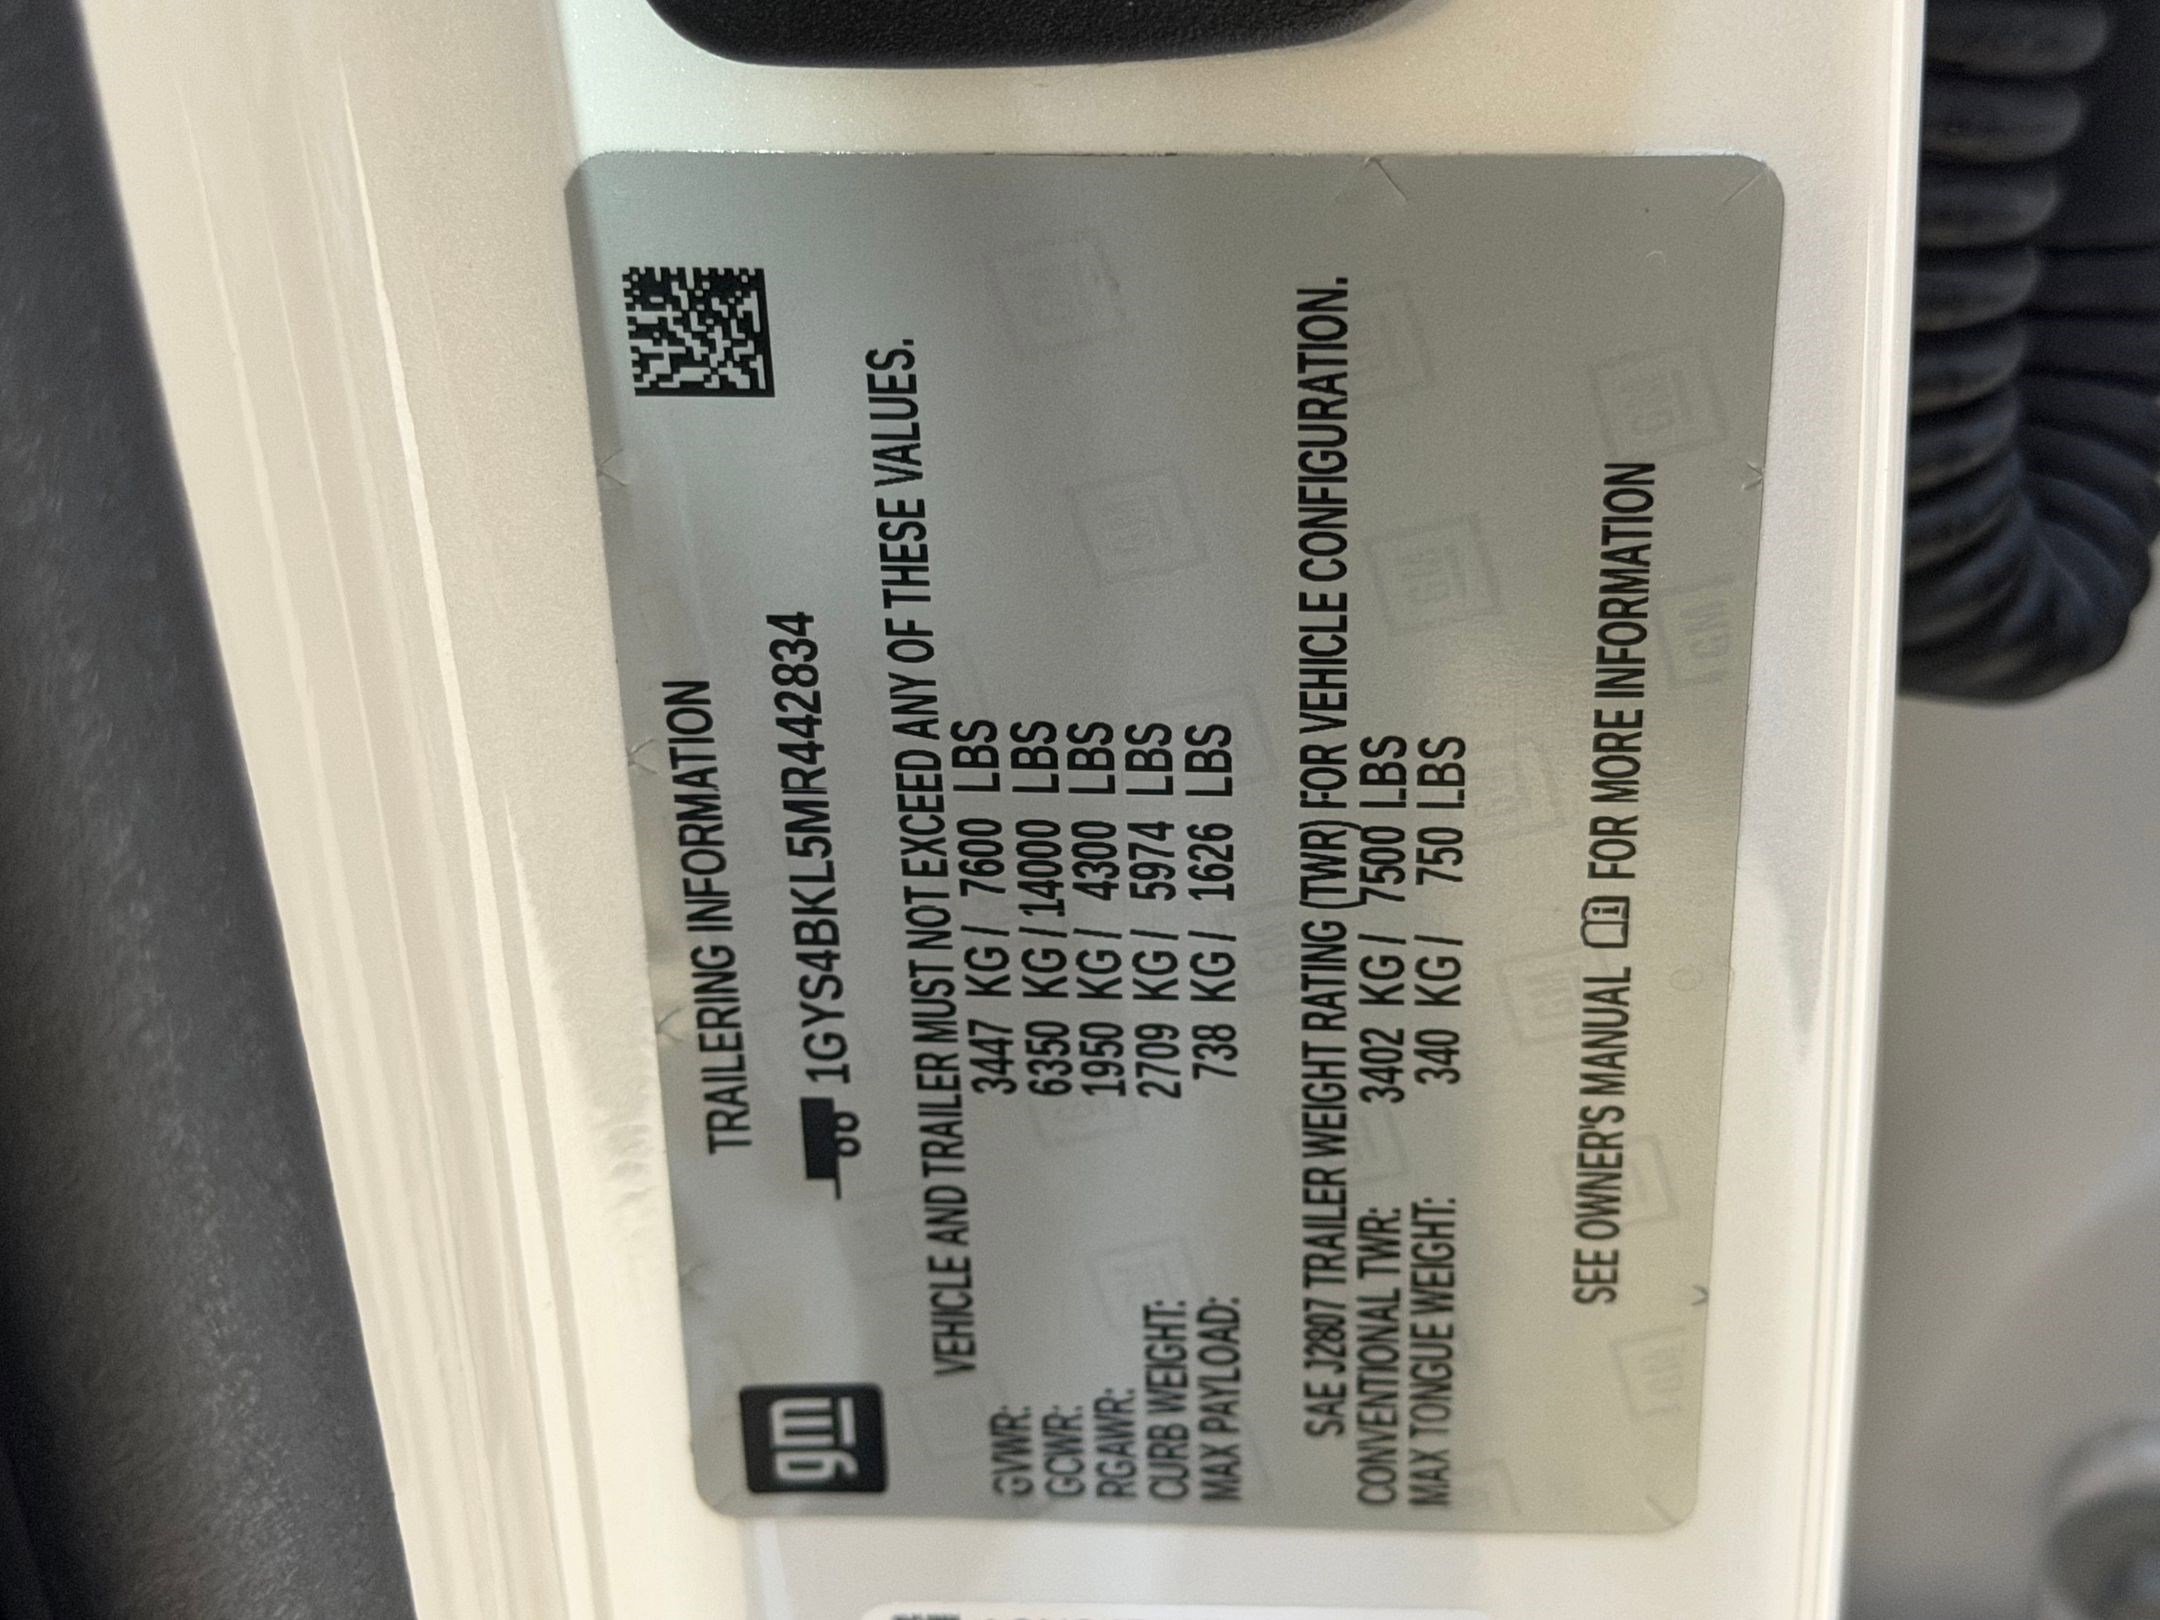 gm
TRAILERING INFORMATION
1GYS4BKL5MR442834
VEHICLE AND TRAILER MUST NOT EXCEED ANY OF THESE VALUES.
GVWR: 3447 KG / 7600 LBS
GCWR: 6350 KG / 14000 LBS
RGAWR: 1950 KG / 4300 LBS
CURB WEIGHT: 2709 KG / 5974 LBS
MAX PAYLOAD: 738 KG / 1626 LBS
SAE J2807 TRAILER WEIGHT RATING (TWR) FOR VEHICLE CONFIGURATION.
CONVENTIONAL TWR: 3402 KG / 7500 LBS
MAX TONGUE WEIGHT: 340 KG / 750 LBS
SEE OWNER'S MANUAL FOR MORE INFORMATION